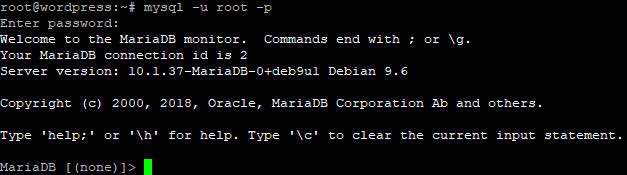 root@wordpress:~# mysql -u root -p
Enter password:
Welcome to the MariaDB monitor.  Commands end with ; or \g.
Your MariaDB connection id is 2
Server version: 10.1.37-MariaDB-0+deb9u1 Debian 9.6
Copyright (c) 2000, 2018, Oracle, MariaDB Corporation Ab and others.
Type 'help;' or '\h' for help. Type '\c' to clear the current input statement.
MariaDB [(none)]>